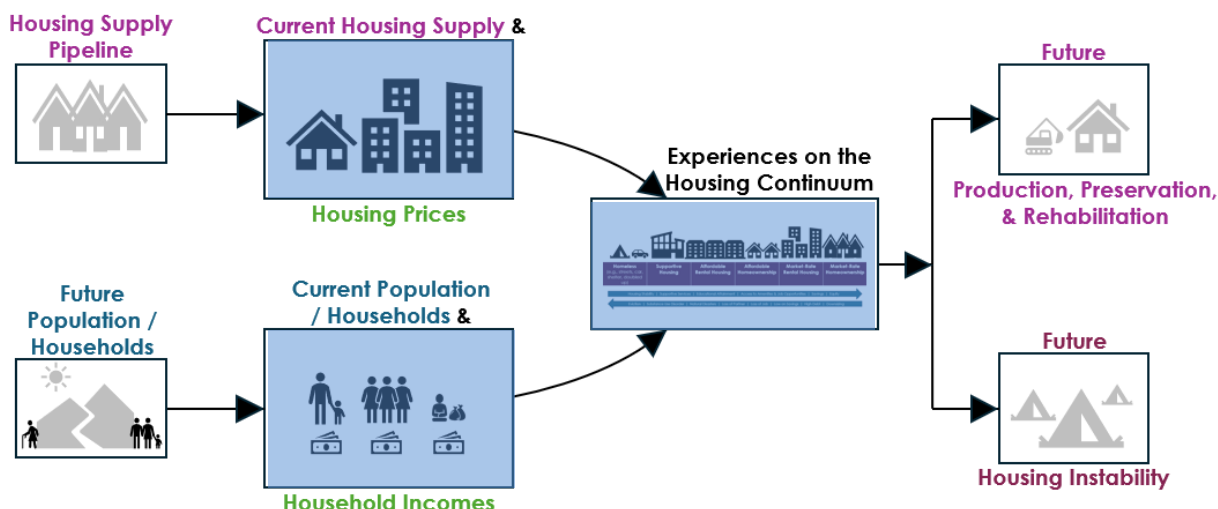 Housing Supply
Pipeline
Current Housing Supply &
Housing Prices
Future
Population /
Households
Current Population
/ Households &
Household Incomes
Experiences on the
Housing Continuum
Homeless
Supportive
Housing
Affordable
Rental Housing
Affordable
Homeownership
Market-Rate
Rental Housing
Market-Rate
Homeownership
Future
Production, Preservation,
& Rehabilitation
Future
Housing Instability